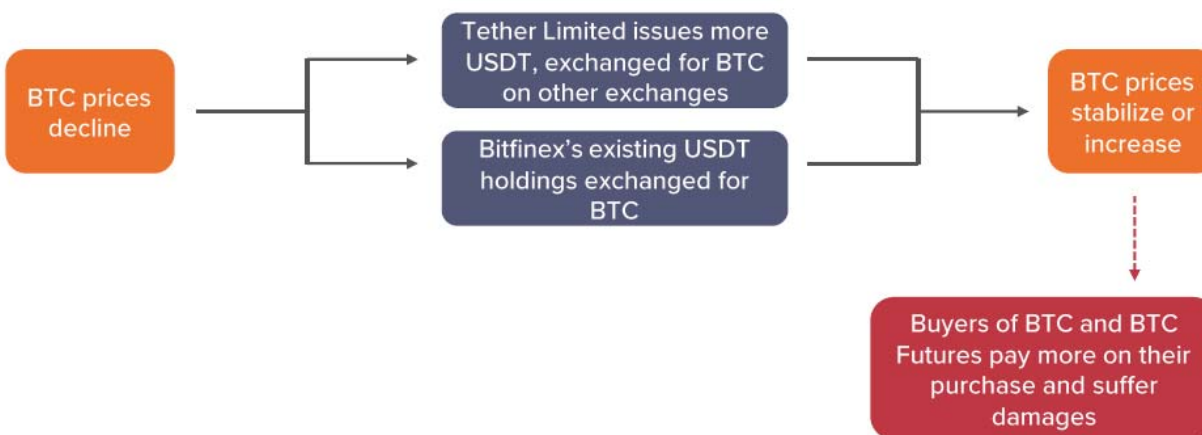 BTC prices
decline
Tether Limited issues more
USDT, exchanged for BTC
on other exchanges
Bitfinex's existing USDT
holdings exchanged for
BTC
BTC prices
stabilize or
increase
Buyers of BTC and BTC
Futures pay more on their
purchase and suffer
damages